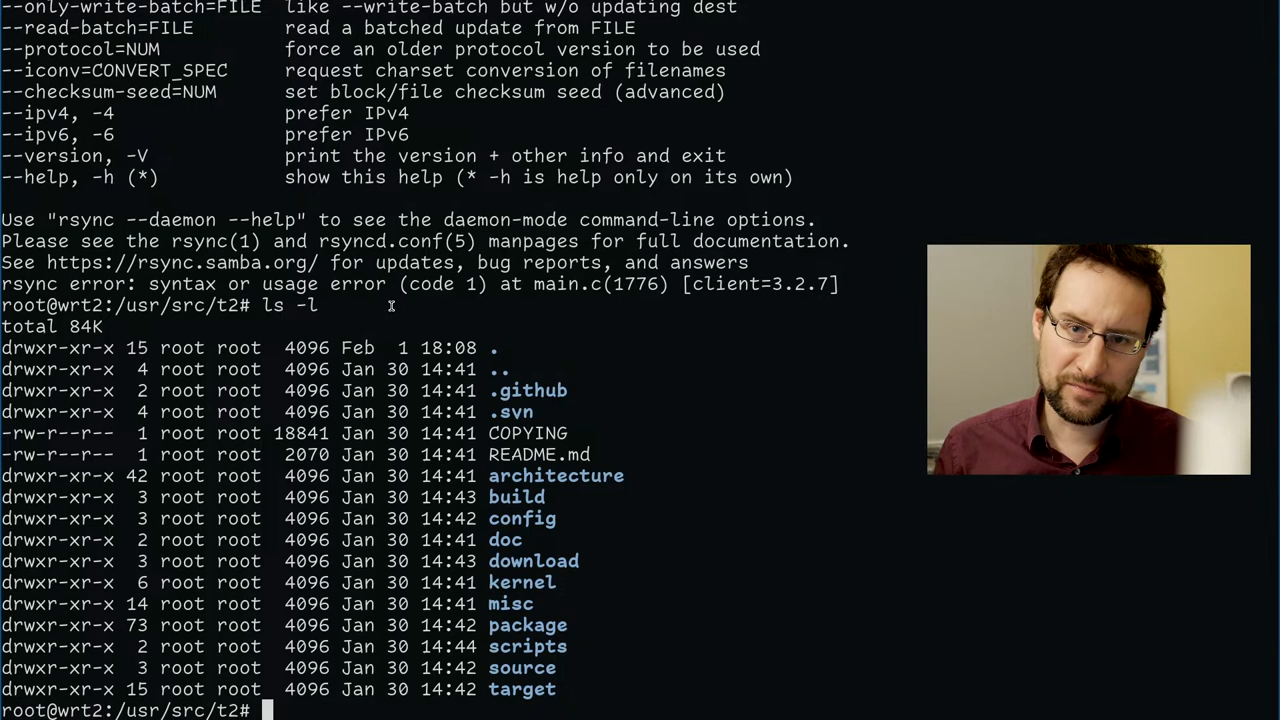 --only-write-batch=FILE  like --write-batch but w/o updating dest
--read-batch=FILE        read a batched update from FILE
--protocol=NUM           force an older protocol version to be used
--iconv=CONVERT_SPEC     request charset conversion of filenames
--checksum-seed=NUM      set block/file checksum seed (advanced)
--ipv4, -4               prefer IPv4
--ipv6, -6               prefer IPv6
--version, -V            print the version + other info and exit
--help, -h (*)           show this help (* -h is help only on its own)
Use "rsync --daemon --help" to see the daemon-mode command-line options.
Please see the rsync(1) and rsyncd.conf(5) manpages for full documentation.
See https://rsync.samba.org/ for updates, bug reports, and answers
rsync error: syntax or usage error (code 1) at main.c(1776) [client=3.2.7]
root@wrt2:/usr/src/t2# ls -l
total 84K
drwxr-xr-x 15 root root  4096 Feb  1 18:08 .
drwxr-xr-x  4 root root  4096 Jan 30 14:41 ..
drwxr-xr-x  2 root root  4096 Jan 30 14:41 .github
drwxr-xr-x  4 root root  4096 Jan 30 14:41 .svn
-rw-r--r--  1 root root 18841 Jan 30 14:41 COPYING
-rw-r--r--  1 root root  2070 Jan 30 14:41 README.md
drwxr-xr-x 42 root root  4096 Jan 30 14:41 architecture
drwxr-xr-x  3 root root  4096 Jan 30 14:43 build
drwxr-xr-x  3 root root  4096 Jan 30 14:42 config
drwxr-xr-x  2 root root  4096 Jan 30 14:41 doc
drwxr-xr-x  3 root root  4096 Jan 30 14:43 download
drwxr-xr-x  6 root root  4096 Jan 30 14:41 kernel
drwxr-xr-x 14 root root  4096 Jan 30 14:41 misc
drwxr-xr-x 73 root root  4096 Jan 30 14:42 package
drwxr-xr-x  2 root root  4096 Jan 30 14:44 scripts
drwxr-xr-x  3 root root  4096 Jan 30 14:42 source
drwxr-xr-x 15 root root  4096 Jan 30 14:42 target
root@wrt2:/usr/src/t2#